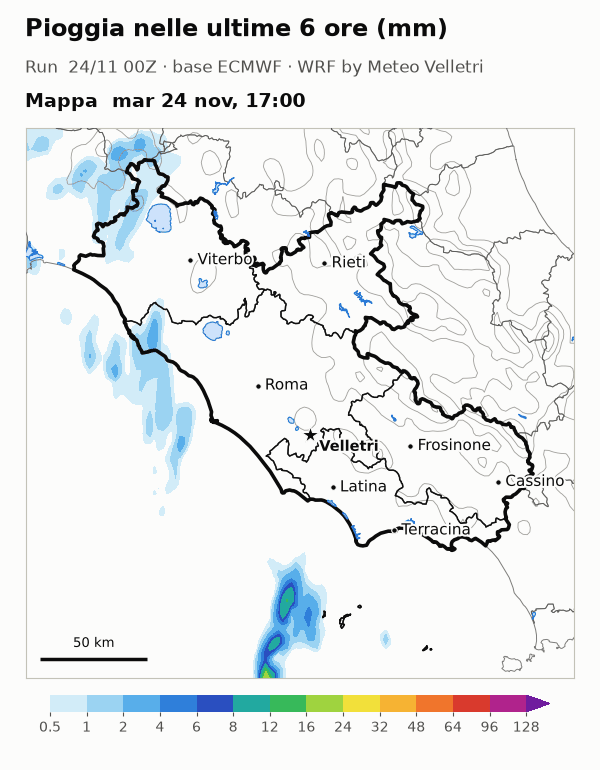 Pioggia nelle ultime 6 ore (mm)
Run 24/11 00Z · base ECMWF · WRF by Meteo Velletri
Mappa mar 24 nov, 17:00
Viterbo
Rieti
Roma
Velletri
Frosinone
Latina
Cassino
Terracina
50 km
0.5 1 2 4 6 8 12 16 24 32 48 64 96 128